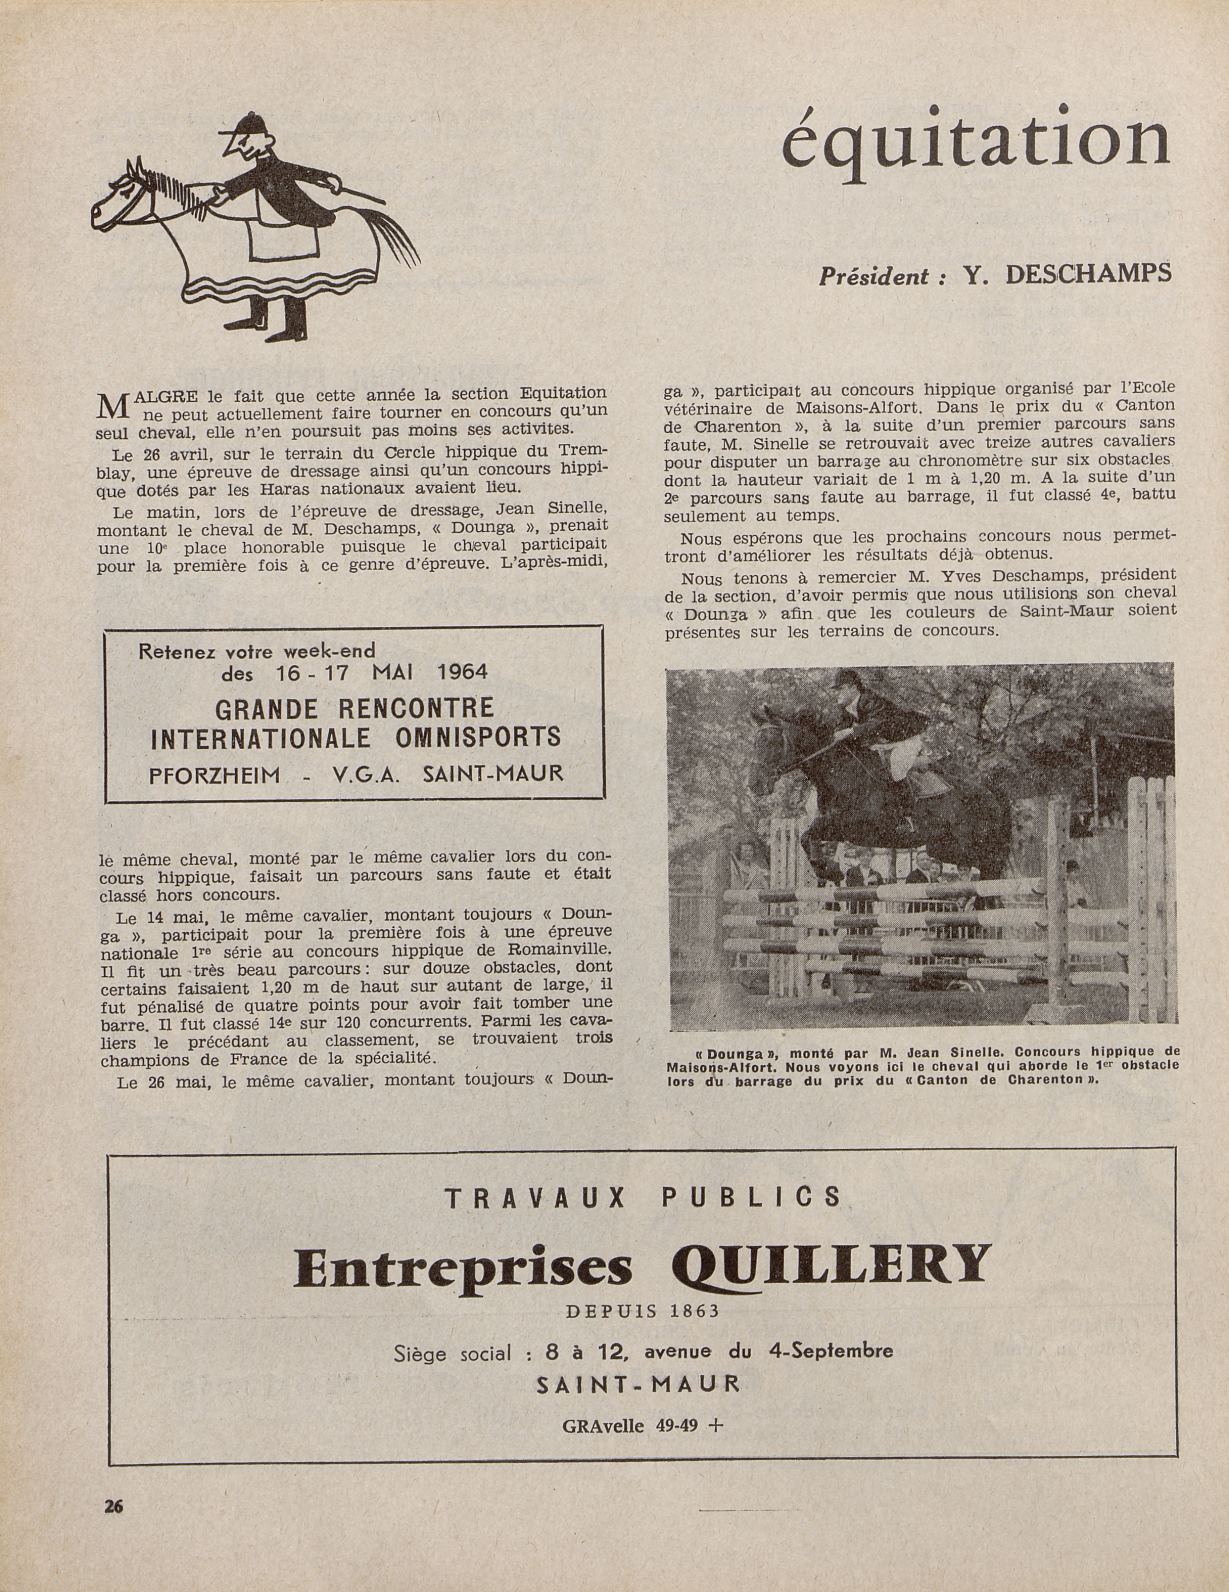 équitation
Président : Y. DESCHAMPS
MALGRE le fait que cette année la section Equitation
ne peut actuellement faire tourner en concours qu'un
seul cheval, elle n'en poursuit pas moins ses activites.
Le 26 avril, sur le terrain du Cercle hippique du Trem-
blay, une épreuve de dressage ainsi qu'un concours hippi-
que dotés par les Haras nationaux avaient lieu.
Le matin, lors de l'épreuve de dressage, Jean Sinelle,
montant le cheval de M. Deschamps, « Dounga », prenait
une 10e place honorable puisque le cheval participait
pour la première fois à ce genre d'épreuve. L'après-midi,
Retenez votre week-end
des 16 - 17 MAI 1964
GRANDE RENCONTRE
INTERNATIONALE OMNISPORTS
PFORZHEIM - V.G.A. SAINT-MAUR
le même cheval, monté par le même cavalier lors du con-
cours hippique, faisait un parcours sans faute et était
classé hors concours.
Le 14 mai, le même cavalier, montant toujours « Doun-
ga », participait pour la première fois à une épreuve
nationale 1re série au concours hippique de Romainville.
Il fit un très beau parcours : sur douze obstacles, dont
certains faisaient 1,20 m de haut sur autant de large, il
fut pénalisé de quatre points pour avoir fait tomber une
barre. Il fut classé 14e sur 120 concurrents. Parmi les cava-
liers le précédant au classement, se trouvaient trois
champions de France de la spécialité.
Le 26 mai, le même cavalier, montant toujours « Doun-
ga », participait au concours hippique organisé par l'Ecole
vétérinaire de Maisons-Alfort. Dans le prix du « Canton
de Charenton », à la suite d'un premier parcours sans
faute, M. Sinelle se retrouvait avec treize autres cavaliers
pour disputer un barrage au chronomètre sur six obstacles
dont la hauteur variait de 1 m à 1,20 m. A la suite d'un
2e parcours sans faute au barrage, il fut classé 4e, battu
seulement au temps.
Nous espérons que les prochains concours nous permet-
tront d'améliorer les résultats déjà obtenus.
Nous tenons à remercier M. Yves Deschamps, président
de la section, d'avoir permis que nous utilisions son cheval
« Dounga » afin que les couleurs de Saint-Maur soient
présentes sur les terrains de concours.
« Dounga », monté par M. Jean Sinelle. Concours hippique de
Maisons-Alfort. Nous voyons ici le cheval qui aborde le 1er obstacle
lors du barrage du prix du « Canton de Charenton ».
TRAVAUX PUBLICS
Entreprises QUILLERY
DEPUIS 1863
Siège social : 8 à 12, avenue du 4-Septembre
SAINT-MAUR
GRAvelle 49-49 +
26